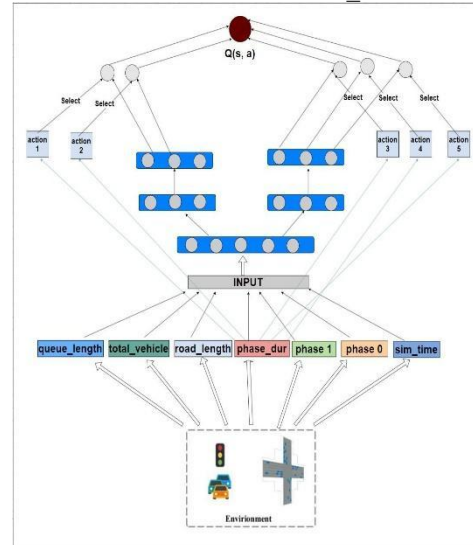 Q(s, a)
Select
Select
Select
Select
Select
action
1
action
2
action
3
action
4
action
5
INPUT
queue_length total_vehicle road_length phase_dur phase 1 phase 0 sim_time
Envirionment